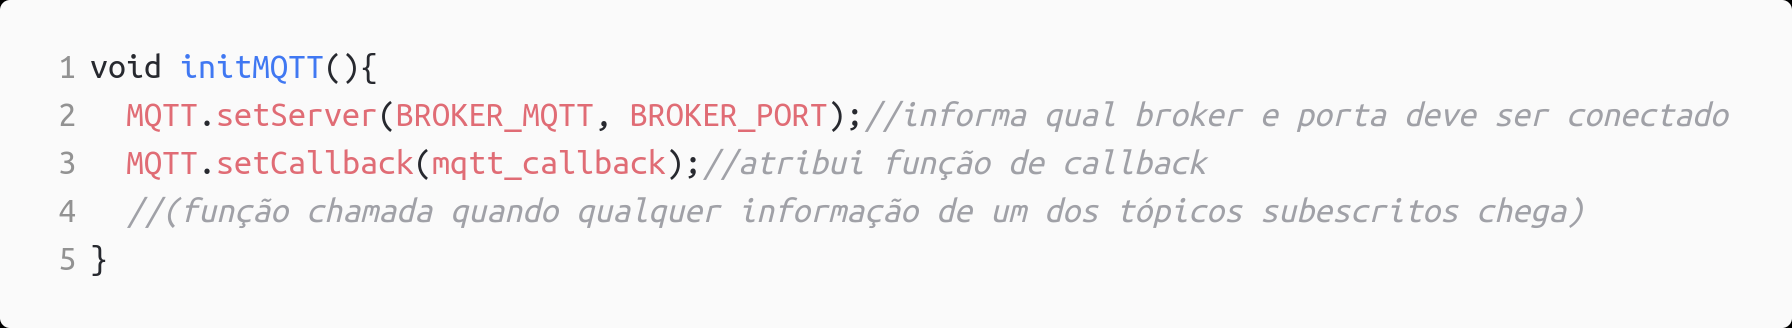 1 void initMQTT(){
2   MQTT.setServer(BROKER_MQTT, BROKER_PORT);//informa qual broker e porta deve ser conectado
3   MQTT.setCallback(mqtt_callback);//atribui função de callback
4   //(função chamada quando qualquer informação de um dos tópicos subescritos chega)
5 }